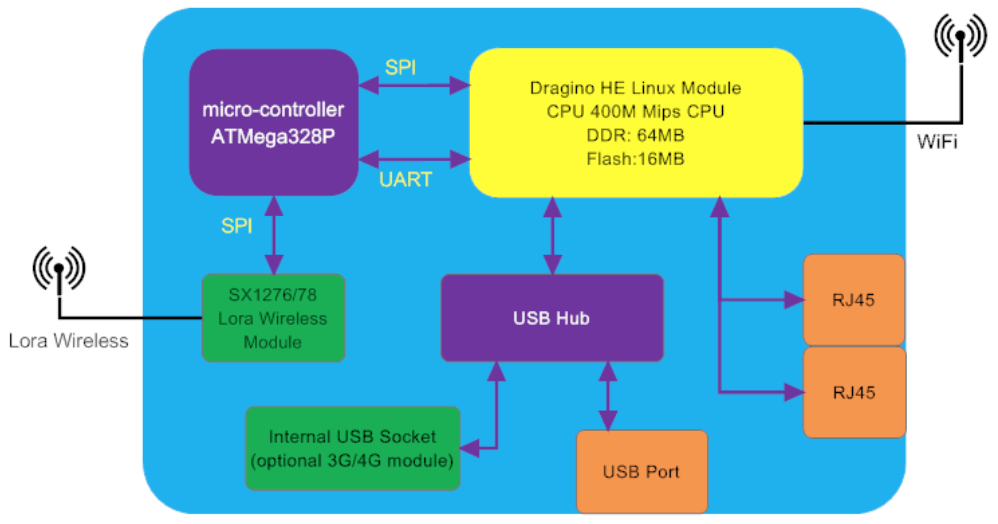 SPI
micro-controller
ATMega328P
Dragino HE Linux Module
CPU 400M Mips CPU
DDR: 64MB
Flash:16MB
WiFi
UART
SPI
SX1276/78
Lora Wireless
Module
Lora Wireless
USB Hub
RJ45
RJ45
Internal USB Socket
(optional 3G/4G module)
USB Port